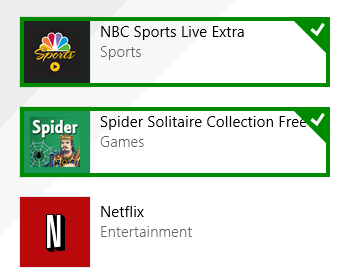 Sports
NBC Sports Live Extra
Sports
Spider
Spider Solitaire Collection Free
Games
N
Netflix
Entertainment